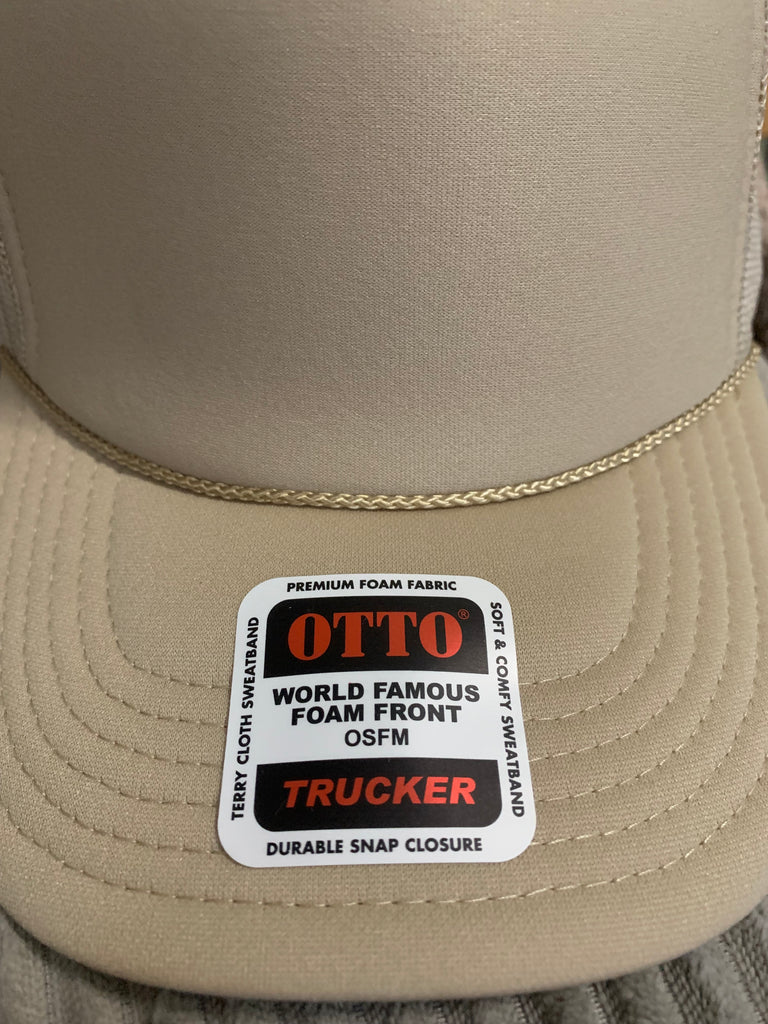 PREMIUM FOAM FABRIC
OTTO®
WORLD FAMOUS
FOAM FRONT
OSFM
TRUCKER
DURABLE SNAP CLOSURE
TERRY CLOTH SWEATBAND
SOFT & COMFY SWEATBAND